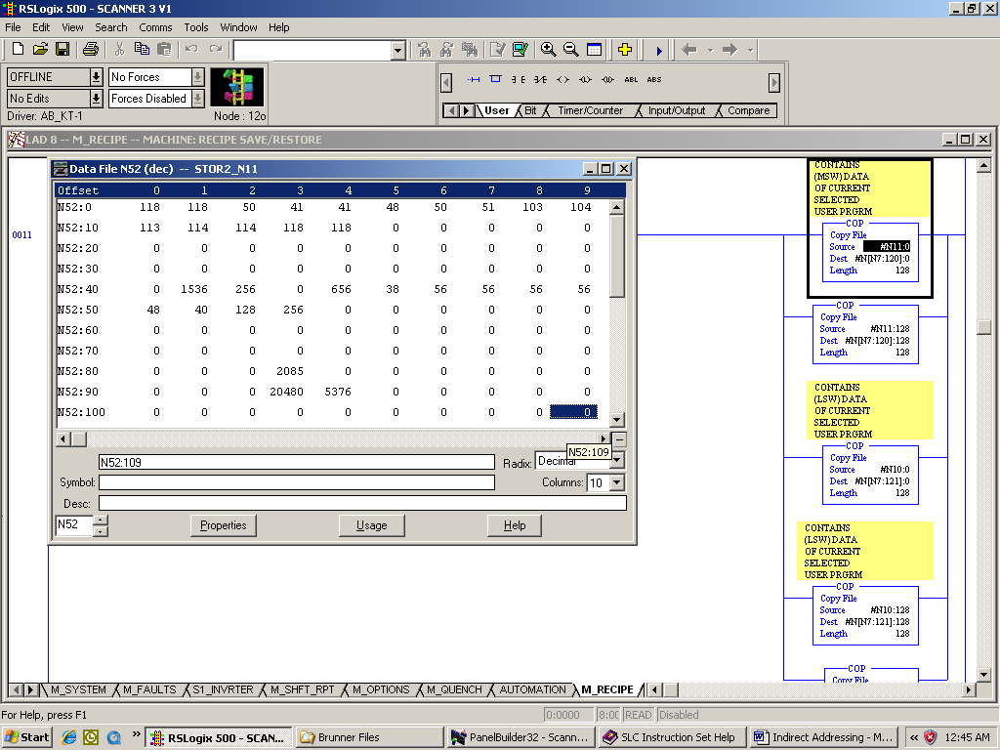 RSLogix 500 - SCANNER 3 V1
File Edit View Search Comms Tools Window Help
OFFLINE No Forces
No Edits Forces Disabled
Driver: AB_KT-1 Node : 12o
ABL ABS
User Bit Timer/Counter Input/Output Compare
LAD 8 -- M_RECIPE -- MACHINE: RECIPE SAVE/RESTORE
Data File N52 (dec) -- STOR2_N11
Offset 0 1 2 3 4 5 6 7 8 9
N52:0 118 118 50 41 41 48 50 51 103 104
N52:10 113 114 114 118 118 0 0 0 0 0
N52:20 0 0 0 0 0 0 0 0 0 0
N52:30 0 0 0 0 0 0 0 0 0 0
N52:40 0 1536 256 0 656 38 56 56 56 56
N52:50 48 40 128 256 0 0 0 0 0 0
N52:60 0 0 0 0 0 0 0 0 0 0
N52:70 0 0 0 0 0 0 0 0 0 0
N52:80 0 0 0 2085 0 0 0 0 0 0
N52:90 0 0 0 20480 5376 0 0 0 0 0
N52:100 0 0 0 0 0 0 0 0 0 0
N52:109
N52:109 Radix: Decimal
Symbol: Columns: 10
Desc:
N52 Properties Usage Help
0011
CONTAINS
(MSW) DATA
OF CURRENT
SELECTED
USER PRGRM
COP
Copy File
Source #N11:0
Dest #N[N7:120]:0
Length 128
COP
Copy File
Source #N11:128
Dest #N[N7:120]:128
Length 128
CONTAINS
(LSW) DATA
OF CURRENT
SELECTED
USER PRGRM
COP
Copy File
Source #N10:0
Dest #N[N7:121]:0
Length 128
CONTAINS
(LSW) DATA
OF CURRENT
SELECTED
USER PRGRM
COP
Copy File
Source #N10:128
Dest #N[N7:121]:128
Length 128
COP
Copy File
M_SYSTEM M_FAULTS S1_INVRTER M_SHFT_RPT M_OPTIONS M_QUENCH AUTOMATION M_RECIPE
For Help, press F1 0:0000 8:0( READ Disabled
Start RSLogix 500 - SCAN... Brunner Files PanelBuilder32 - Scann... SLC Instruction Set Help Indirect Addressing - M... 12:45 AM